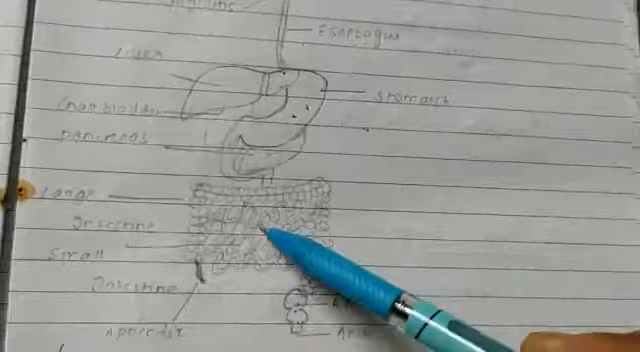 Esophagus
Liver
Stomach
Gall bladder
Pancreas
Large
Intestine
Small
Intestine
Appendix